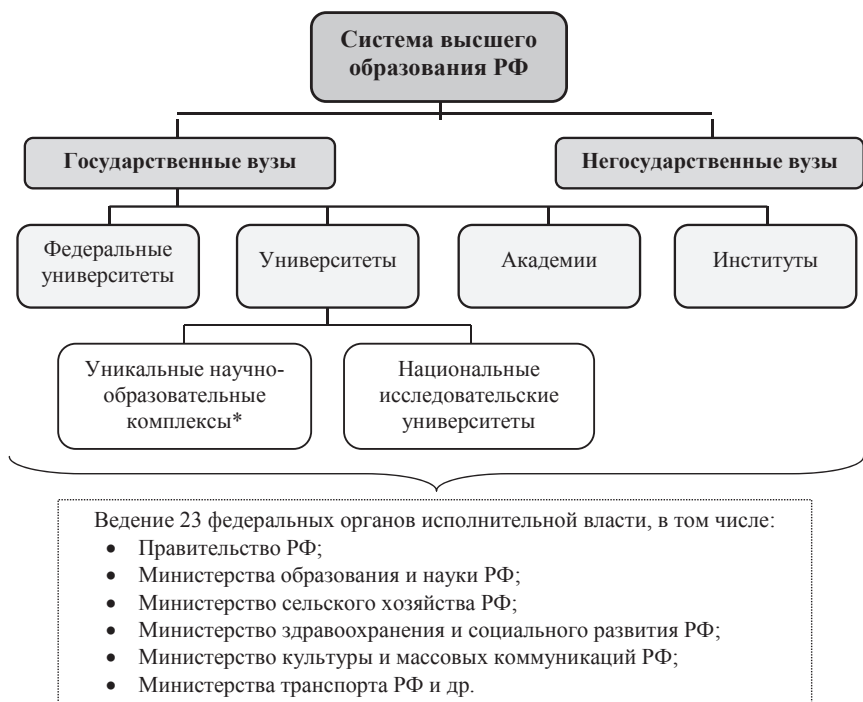 Система высшего
образования РФ
Государственные вузы
Негосударственные вузы
Федеральные
университеты
Университеты
Академии
Институты
Уникальные научно-
образовательные
комплексы*
Национальные
исследовательские
университеты
Ведение 23 федеральных органов исполнительной власти, в том числе:
• Правительство РФ;
• Министерства образования и науки РФ;
• Министерство сельского хозяйства РФ;
• Министерство здравоохранения и социального развития РФ;
• Министерство культуры и массовых коммуникаций РФ;
• Министерства транспорта РФ и др.